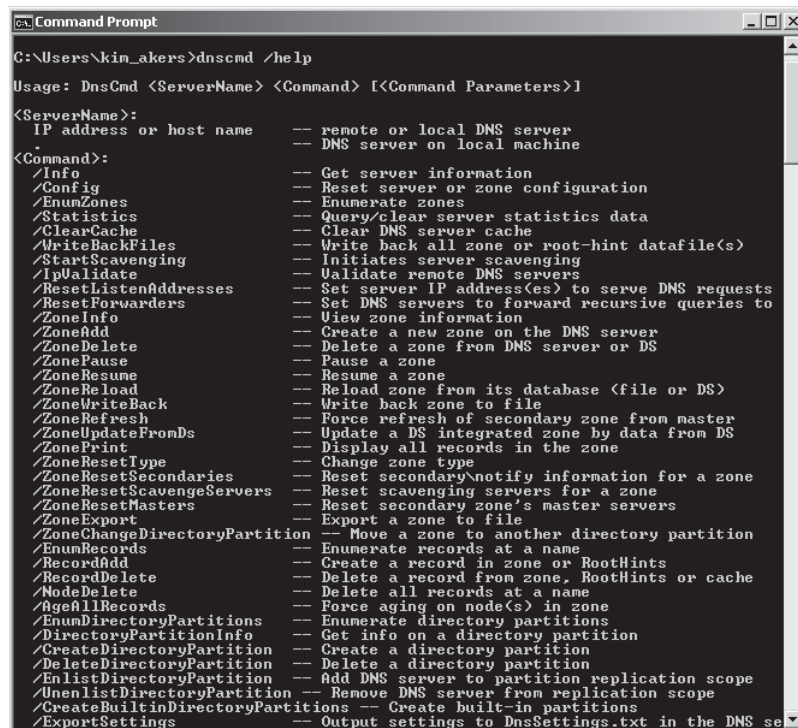 Command Prompt
C:\Users\kim_akers>dnscmd /help
Usage: DnsCmd <ServerName> <Command> [<Command Parameters>]
<ServerName>:
  IP address or host name    -- remote or local DNS server
  .                          -- DNS server on local machine
<Command>:
  /Info                      -- Get server information
  /Config                    -- Reset server or zone configuration
  /EnumZones                 -- Enumerate zones
  /Statistics                -- Query/clear server statistics data
  /ClearCache                -- Clear DNS server cache
  /WriteBackFiles            -- Write back all zone or root-hint datafile(s)
  /StartScavenging           -- Initiates server scavenging
  /IpValidate                -- Validate remote DNS servers
  /ResetListenAddresses      -- Set server IP address(es) to serve DNS requests
  /ResetForwarders           -- Set DNS servers to forward recursive queries to
  /ZoneInfo                  -- View zone information
  /ZoneAdd                   -- Create a new zone on the DNS server
  /ZoneDelete                -- Delete a zone from DNS server or DS
  /ZonePause                 -- Pause a zone
  /ZoneResume                -- Resume a zone
  /ZoneReload                -- Reload zone from its database (file or DS)
  /ZoneWriteBack             -- Write back zone to file
  /ZoneRefresh               -- Force refresh of secondary zone from master
  /ZoneUpdateFromDs          -- Update a DS integrated zone by data from DS
  /ZonePrint                 -- Display all records in the zone
  /ZoneResetType             -- Change zone type
  /ZoneResetSecondaries      -- Reset secondary\notify information for a zone
  /ZoneResetScavengeServers  -- Reset scavenging servers for a zone
  /ZoneResetMasters          -- Reset secondary zone's master servers
  /ZoneExport                -- Export a zone to file
  /ZoneChangeDirectoryPartition -- Move a zone to another directory partition
  /EnumRecords               -- Enumerate records at a name
  /RecordAdd                 -- Create a record in zone or RootHints
  /RecordDelete              -- Delete a record from zone, RootHints or cache
  /NodeDelete                -- Delete all records at a name
  /AgeAllRecords             -- Force aging on node(s) in zone
  /EnumDirectoryPartitions   -- Enumerate directory partitions
  /DirectoryPartitionInfo    -- Get info on a directory partition
  /CreateDirectoryPartition  -- Create a directory partition
  /DeleteDirectoryPartition  -- Delete a directory partition
  /EnlistDirectoryPartition  -- Add DNS server to partition replication scope
  /UnenlistDirectoryPartition -- Remove DNS server from replication scope
  /CreateBuiltinDirectoryPartitions -- Create built-in partitions
  /ExportSettings            -- Output settings to DnsSettings.txt in the DNS se